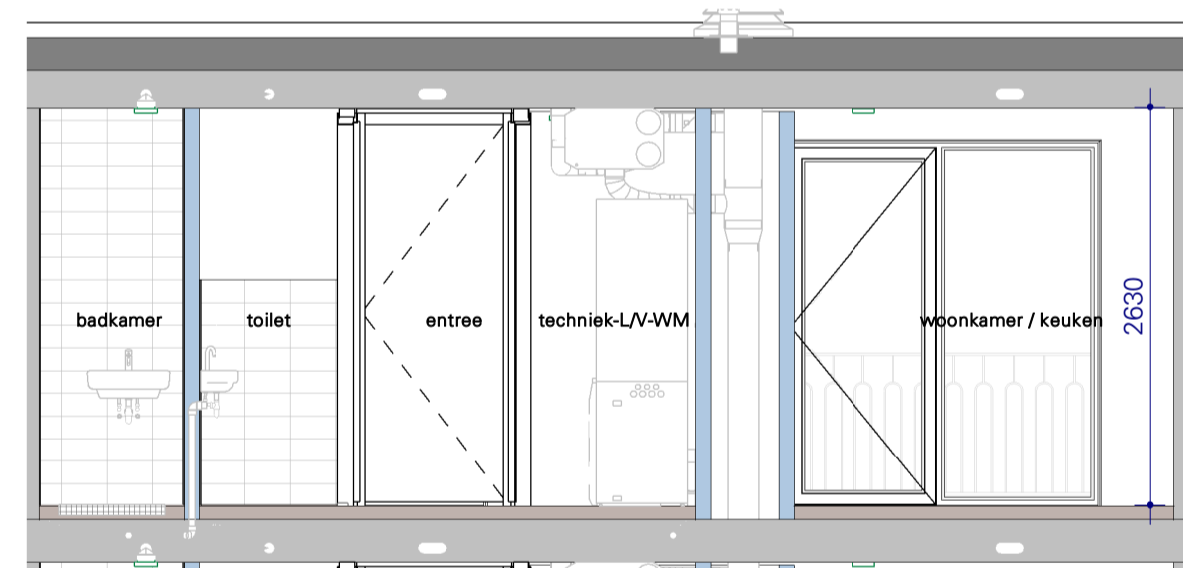 badkamer
toilet
entree
techniek-L/V-WM
woonkamer / keuken
2630